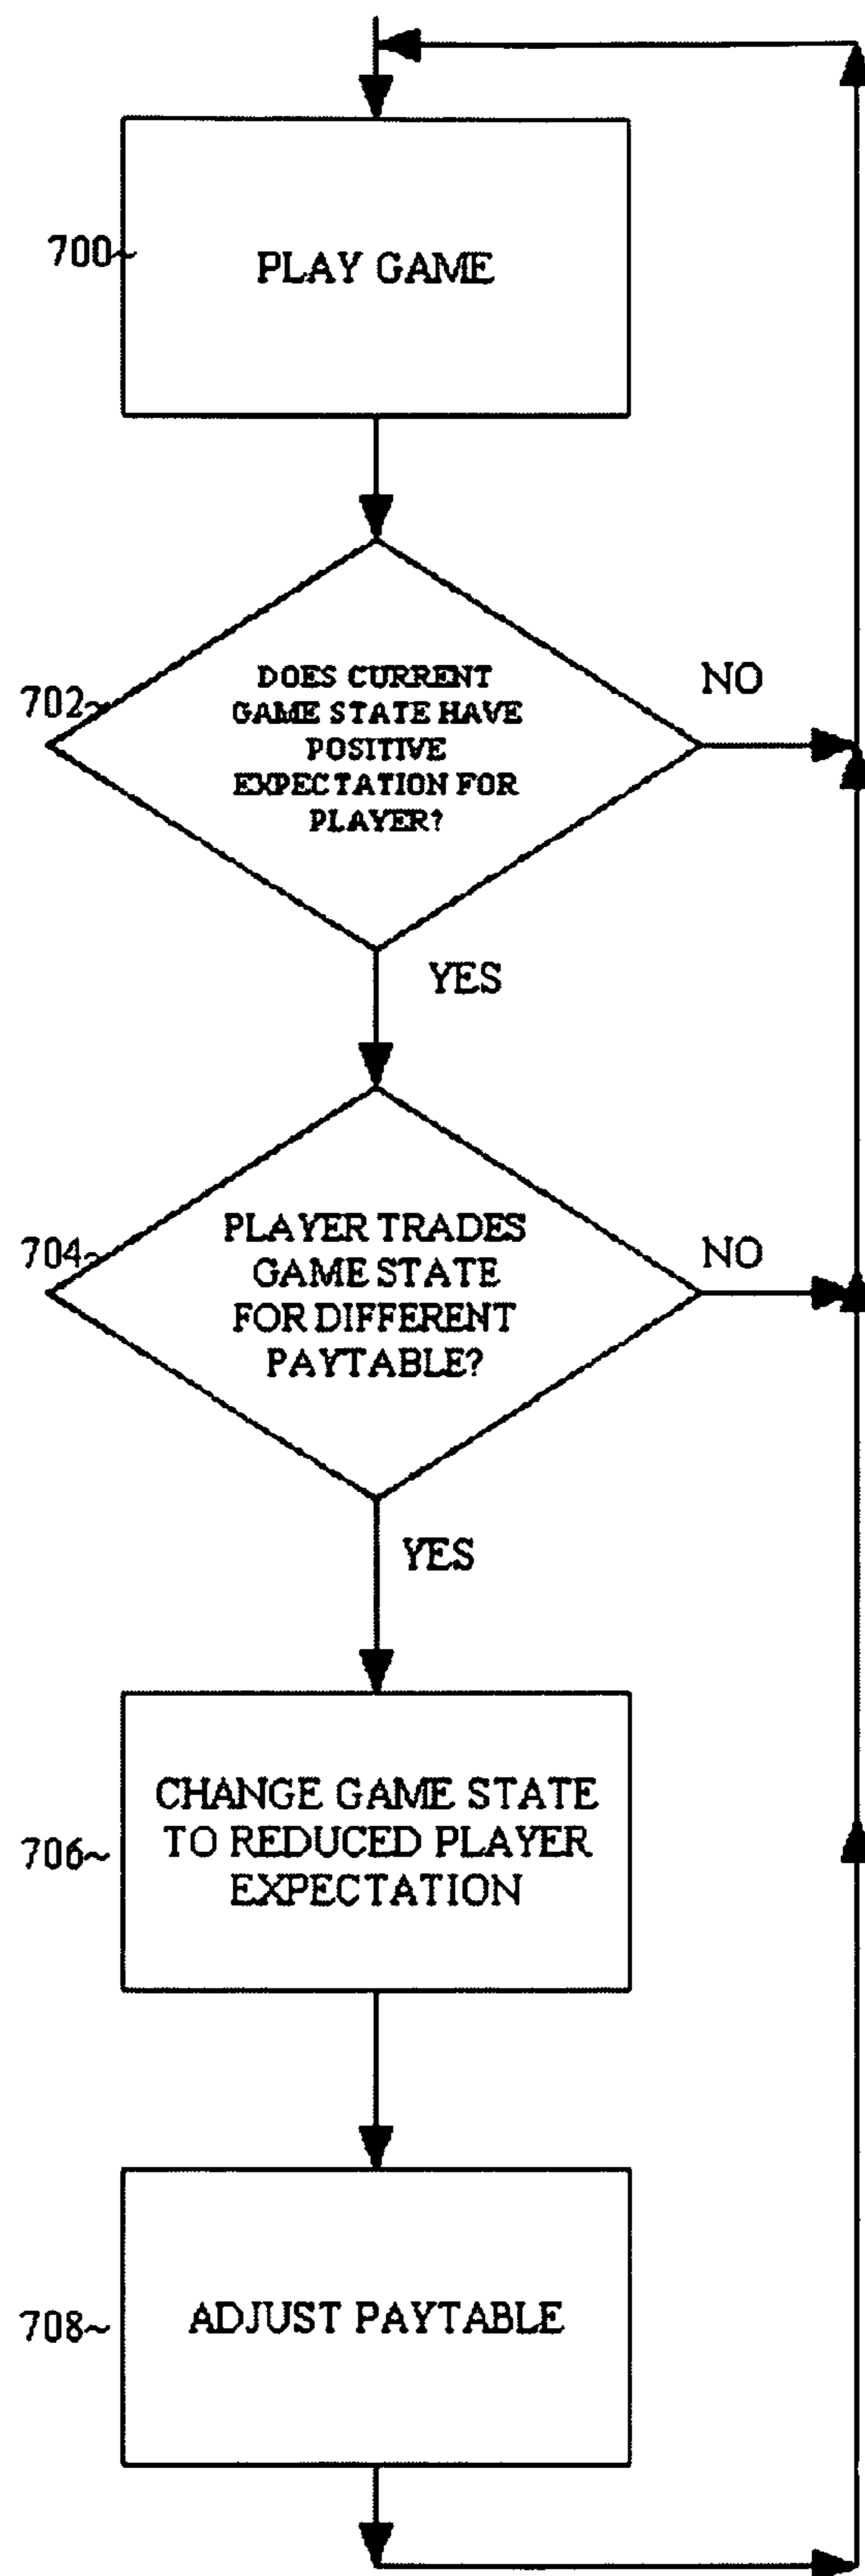 700~
PLAY GAME
702~
DOES CURRENT
GAME STATE HAVE
POSITIVE
EXPECTATION FOR
PLAYER?
NO
YES
704~
PLAYER TRADES
GAME STATE
FOR DIFFERENT
PAYTABLE?
NO
YES
706~
CHANGE GAME STATE
TO REDUCED PLAYER
EXPECTATION
708~
ADJUST PAYTABLE